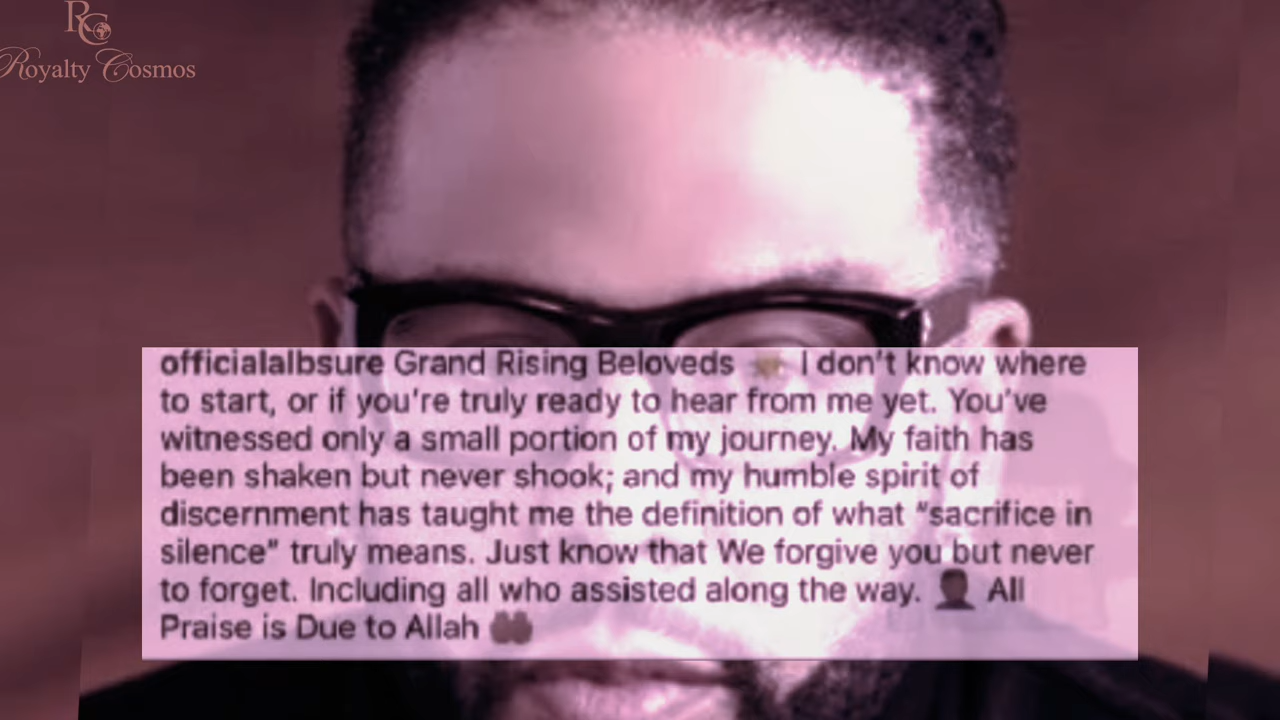 RC
Royalty Cosmos
officialalbsure Grand Rising Beloveds 🌟 I don't know where
to start, or if you're truly ready to hear from me yet. You've
witnessed only a small portion of my journey. My faith has
been shaken but never shook; and my humble spirit of
discernment has taught me the definition of what "sacrifice in
silence" truly means. Just know that We forgive you but never
to forget. Including all who assisted along the way. 👤 All
Praise is Due to Allah 🤲🏿